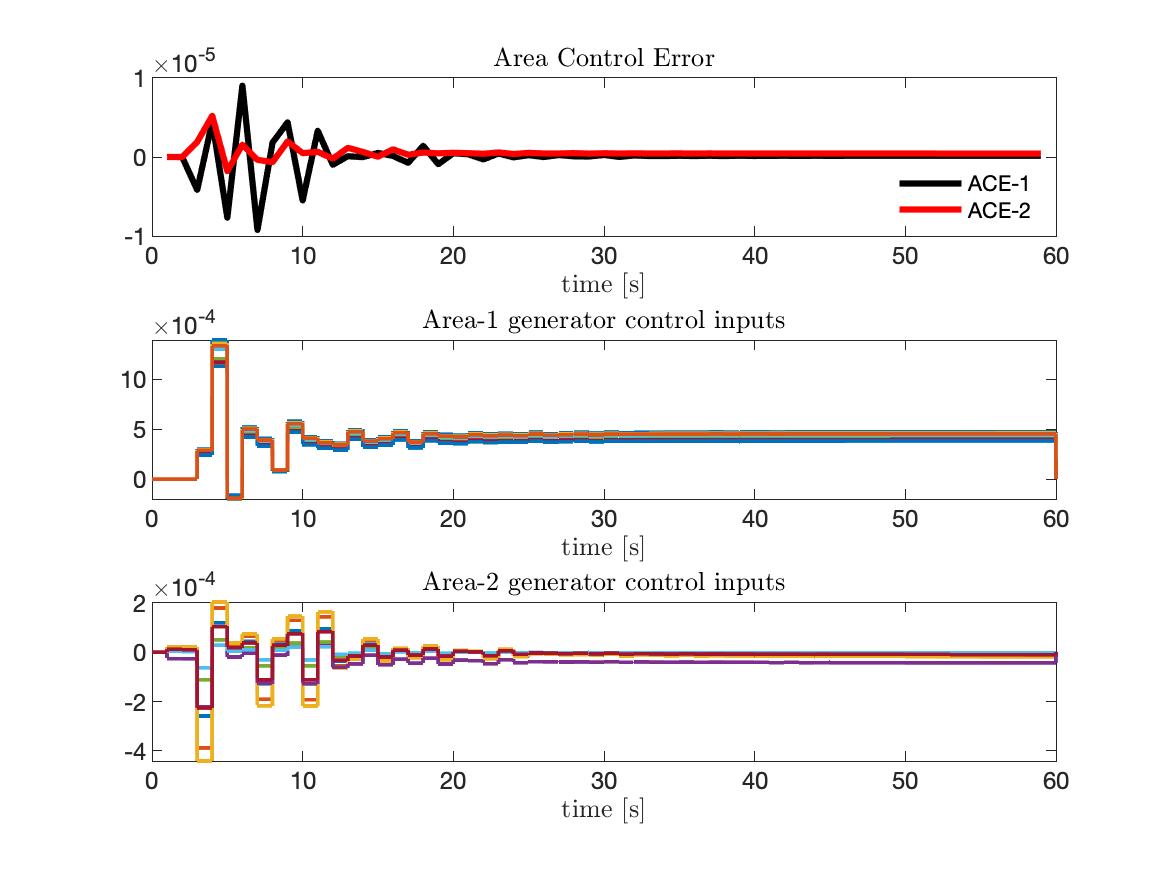 ×10⁻⁵
Area Control Error
1
0
-1
ACE-1
ACE-2
0 10 20 30 40 50 60
time [s]
×10⁻⁴
Area-1 generator control inputs
10
5
0
0 10 20 30 40 50 60
time [s]
×10⁻⁴
Area-2 generator control inputs
2
0
-2
-4
0 10 20 30 40 50 60
time [s]